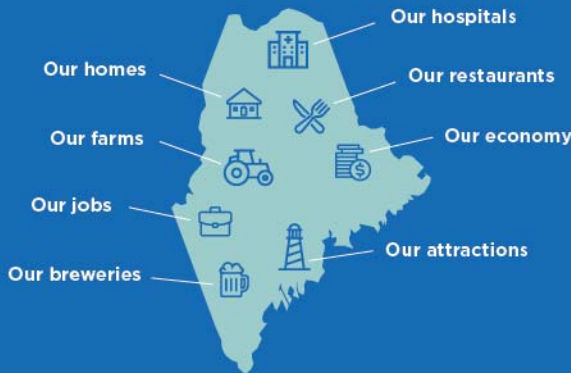 Our hospitals
Our homes
Our restaurants
Our farms
Our economy
Our jobs
Our attractions
Our breweries
$